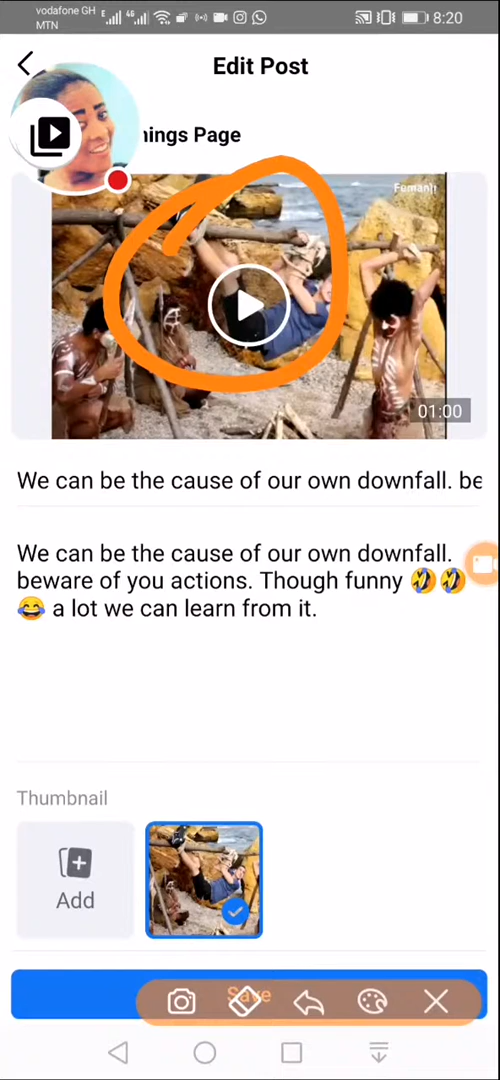 vodafone GH
MTN
8:20
Edit Post
ings Page
Femanh
01:00
We can be the cause of our own downfall. be
We can be the cause of our own downfall.
beware of you actions. Though funny 🤣🤣
😂 a lot we can learn from it.
Thumbnail
Add
Save